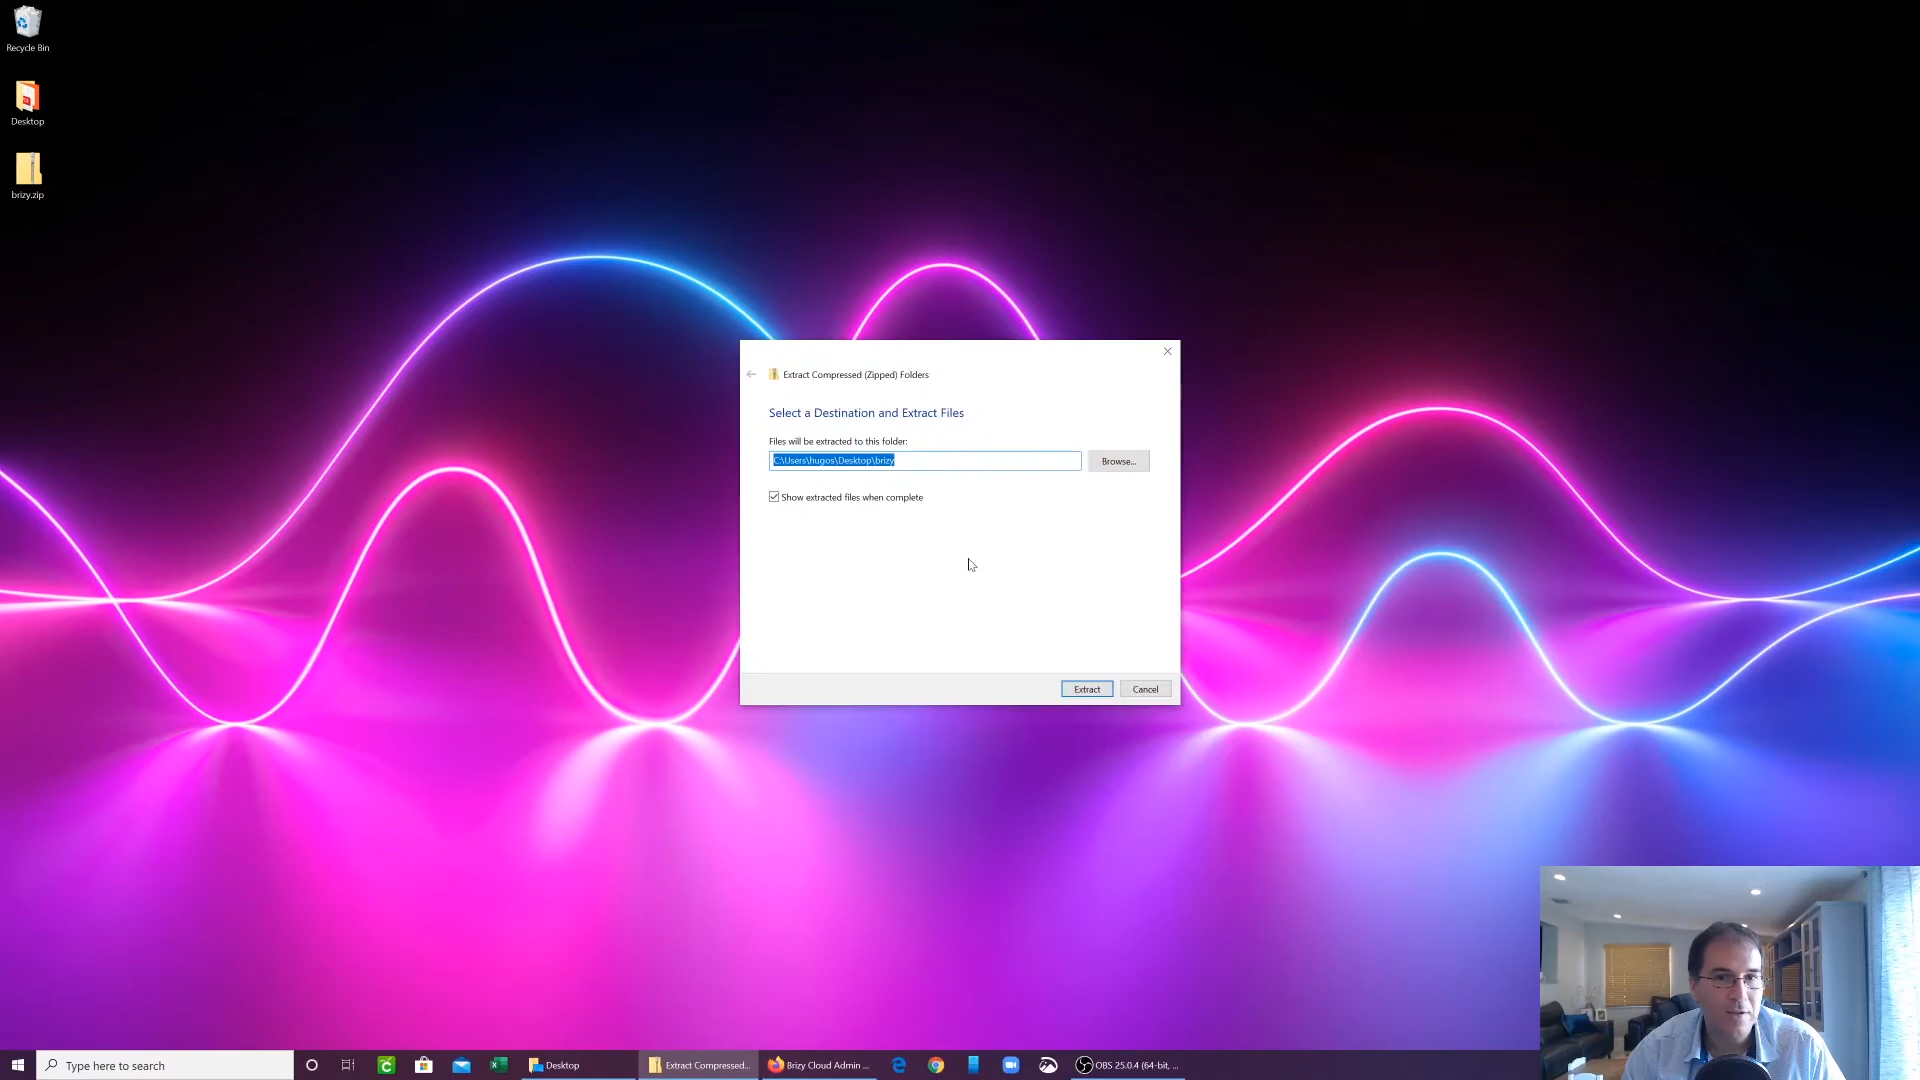 Recycle Bin
Desktop
brizy.zip
Extract Compressed (Zipped) Folders
Select a Destination and Extract Files
Files will be extracted to this folder:
C:\Users\hugos\Desktop\brizy
Browse...
Show extracted files when complete
Extract
Cancel
Type here to search
Desktop
Extract Compressed...
Brizy Cloud Admin ...
OBS 25.0.4 (64-bit, ...